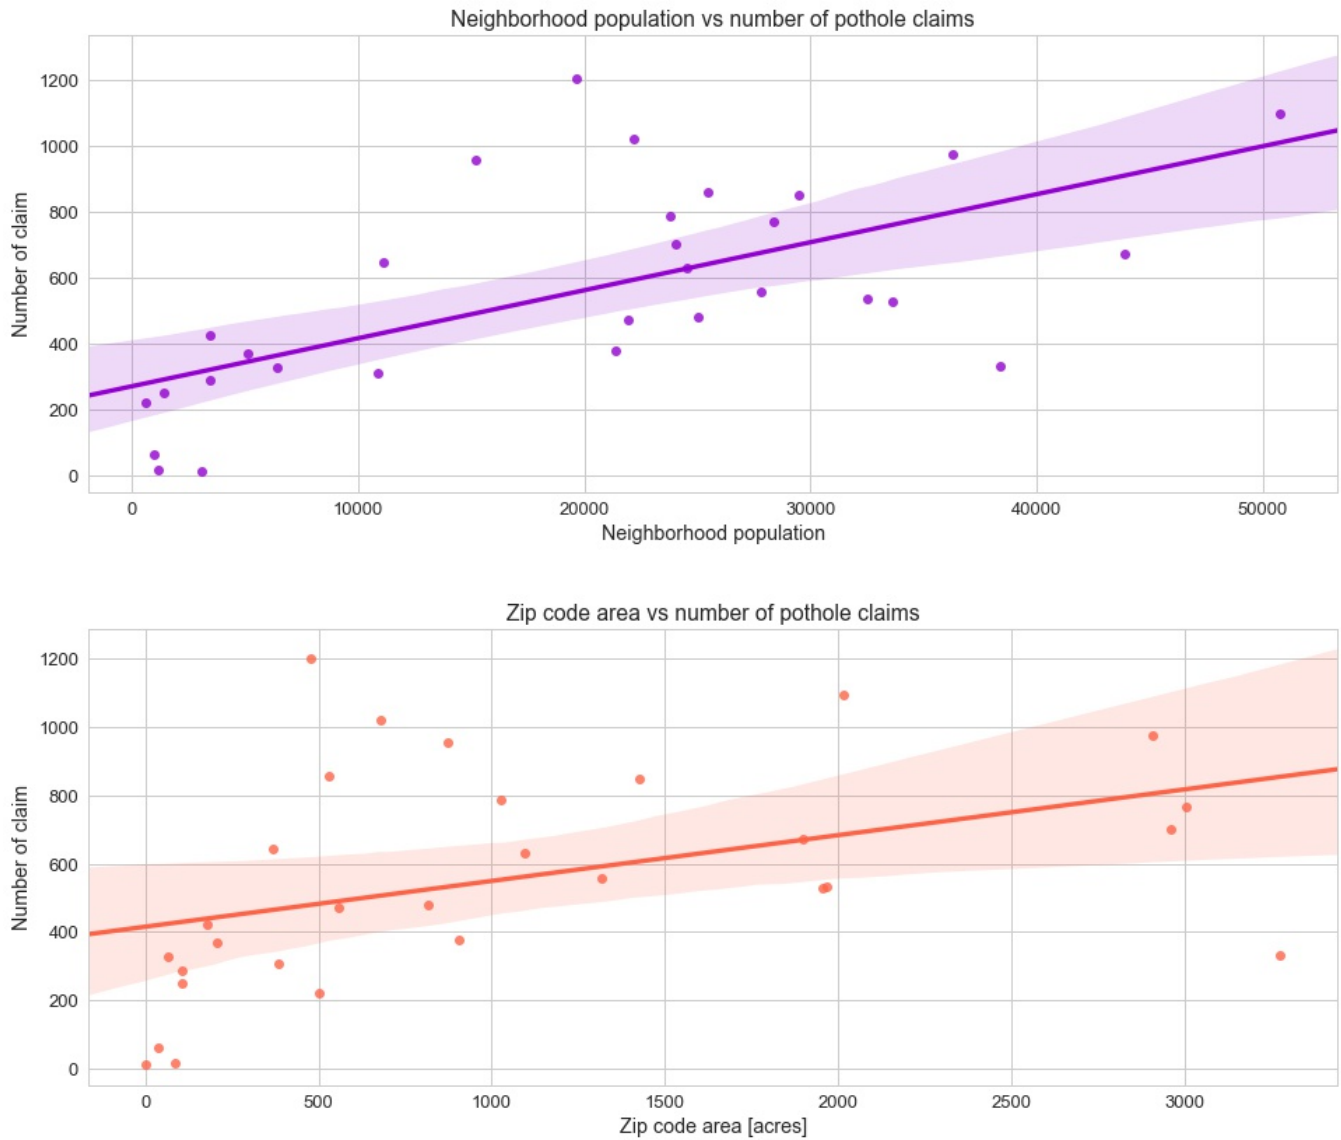 Neighborhood population vs number of pothole claims
1200
1000
800
600
400
200
0
Number of claim
0 10000 20000 30000 40000 50000
Neighborhood population
Zip code area vs number of pothole claims
1200
1000
800
600
400
200
0
Number of claim
0 500 1000 1500 2000 2500 3000
Zip code area [acres]